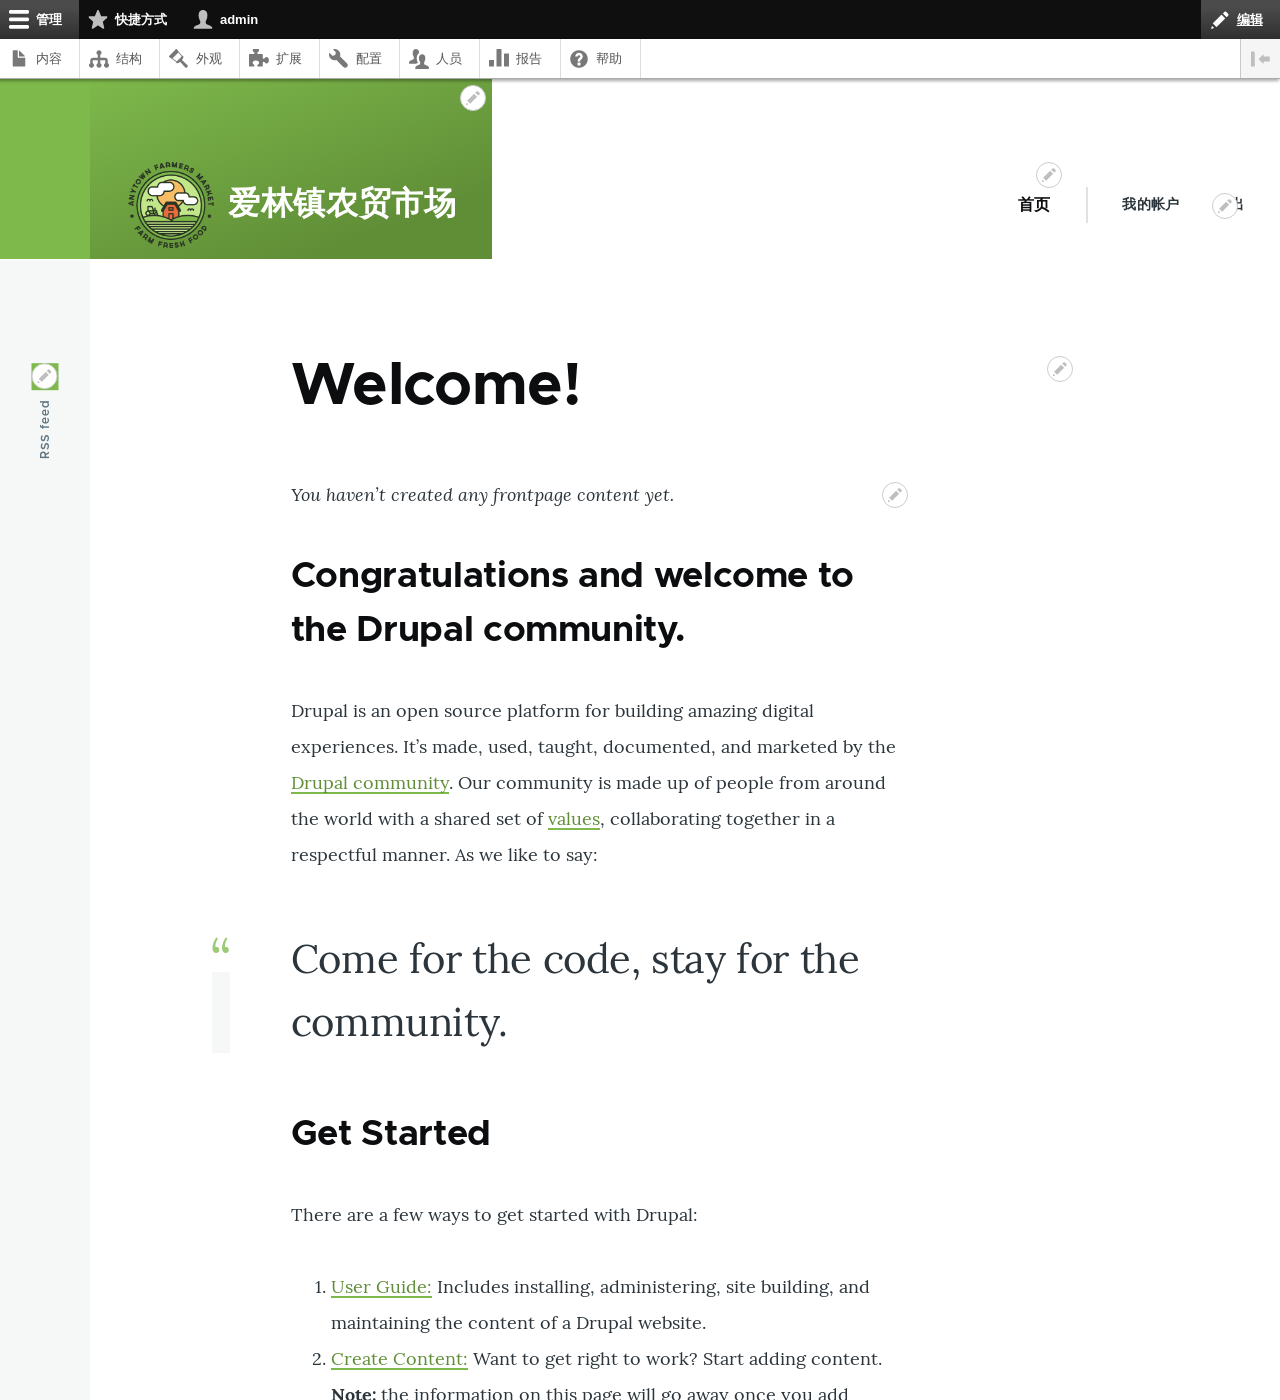 管理 快捷方式 admin 编辑
内容 结构 外观 扩展 配置 人员 报告 帮助
ANYTOWN FARMERS MARKET
FARM FRESH FOOD
爱林镇农贸市场
首页 我的帐户
RSS feed
Welcome!
You haven’t created any frontpage content yet.
Congratulations and welcome to
the Drupal community.
Drupal is an open source platform for building amazing digital
experiences. It’s made, used, taught, documented, and marketed by the
Drupal community. Our community is made up of people from around
the world with a shared set of values, collaborating together in a
respectful manner. As we like to say:
“
Come for the code, stay for the
community.
Get Started
There are a few ways to get started with Drupal:
1. User Guide: Includes installing, administering, site building, and
maintaining the content of a Drupal website.
2. Create Content: Want to get right to work? Start adding content.
Note: the information on this page will go away once you add